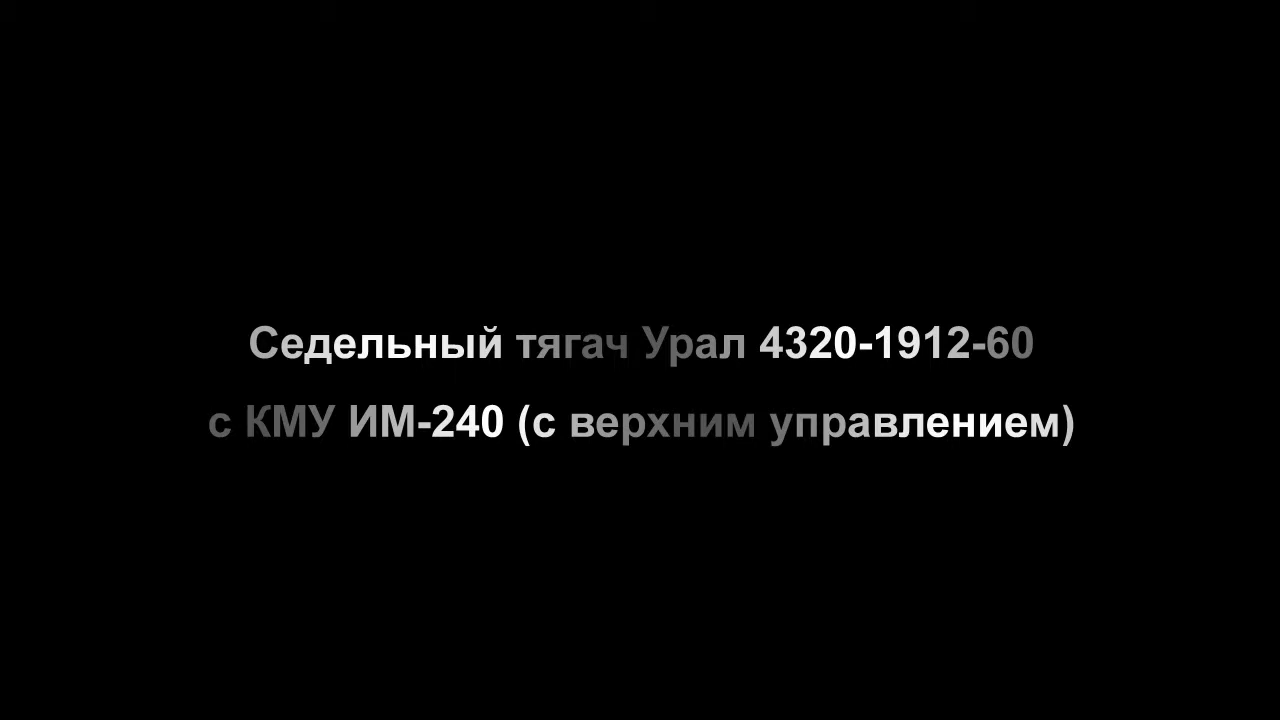 Седельный тягач Урал 4320-1912-60
с КМУ ИМ-240 (с верхним управлением)